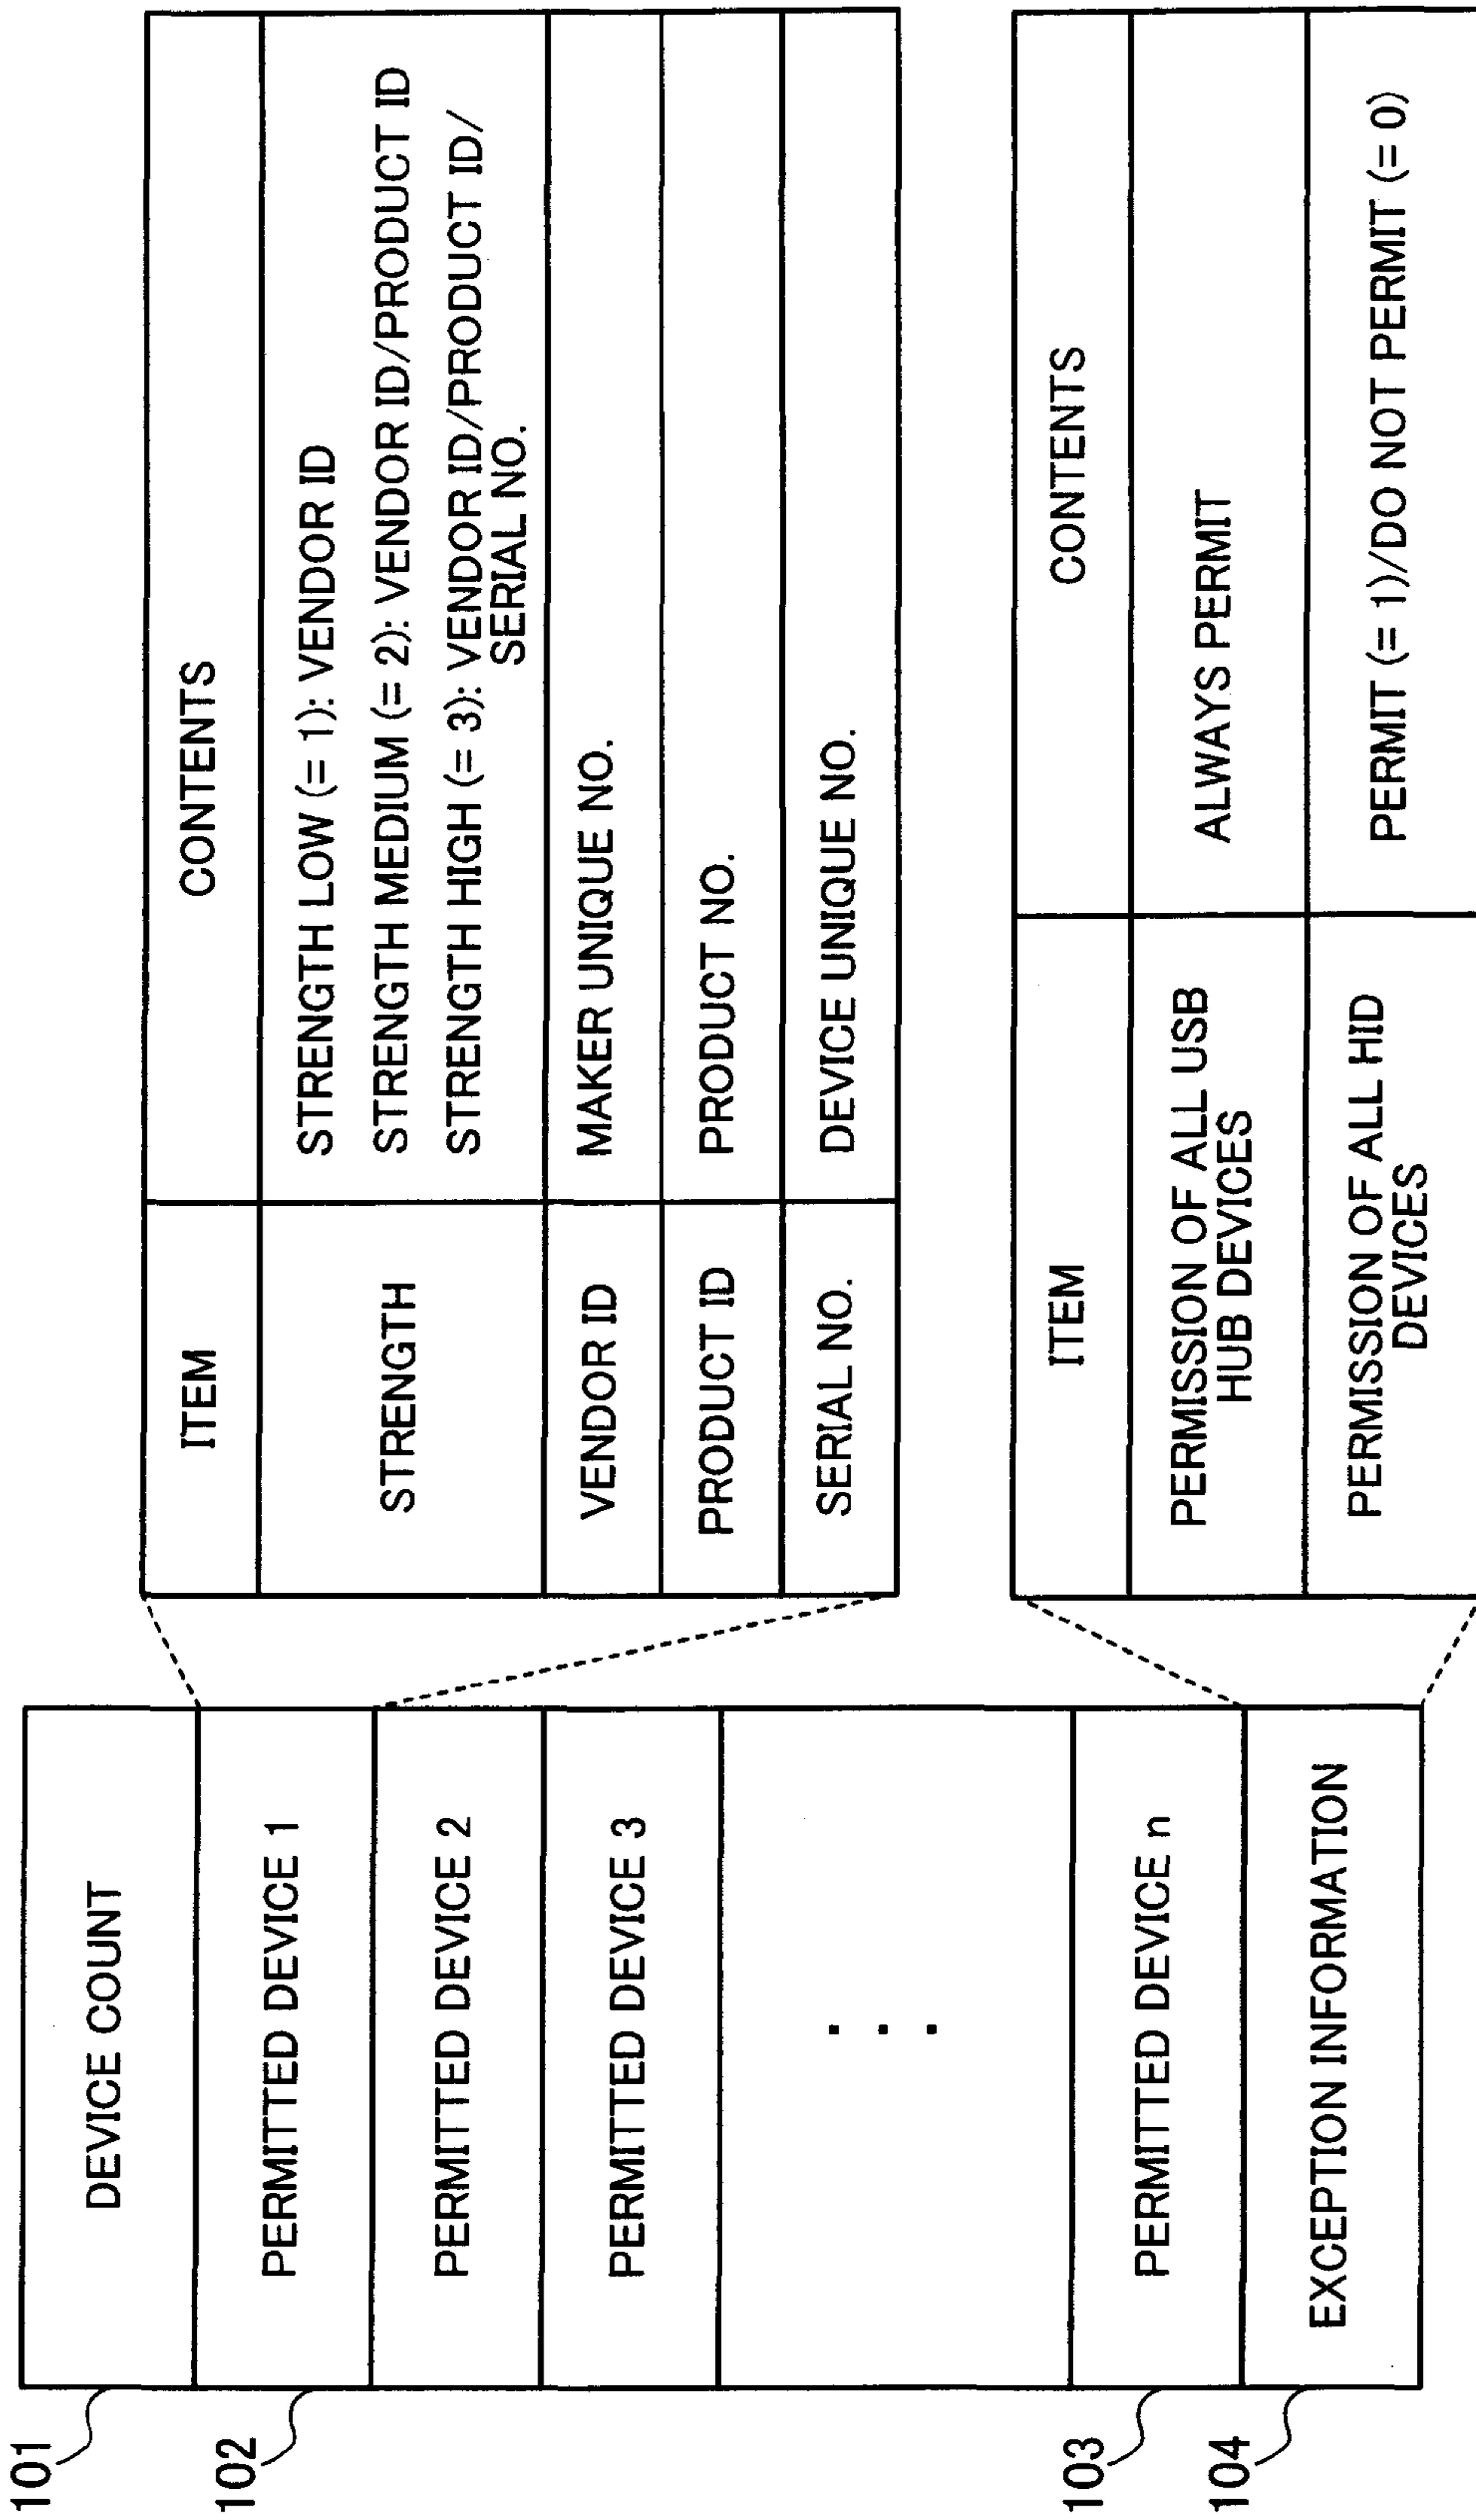 101
DEVICE COUNT
102
PERMITTED DEVICE 1
PERMITTED DEVICE 2
PERMITTED DEVICE 3
. . .
103
PERMITTED DEVICE n
104
EXCEPTION INFORMATION
ITEM
CONTENTS
STRENGTH
STRENGTH LOW (= 1): VENDOR ID
STRENGTH MEDIUM (= 2): VENDOR ID/PRODUCT ID
STRENGTH HIGH (= 3): VENDOR ID/PRODUCT ID/
SERIAL NO.
VENDOR ID
MAKER UNIQUE NO.
PRODUCT ID
PRODUCT NO.
SERIAL NO.
DEVICE UNIQUE NO.
ITEM
CONTENTS
PERMISSION OF ALL USB
HUB DEVICES
ALWAYS PERMIT
PERMISSION OF ALL HID
DEVICES
PERMIT (= 1)/DO NOT PERMIT (= 0)